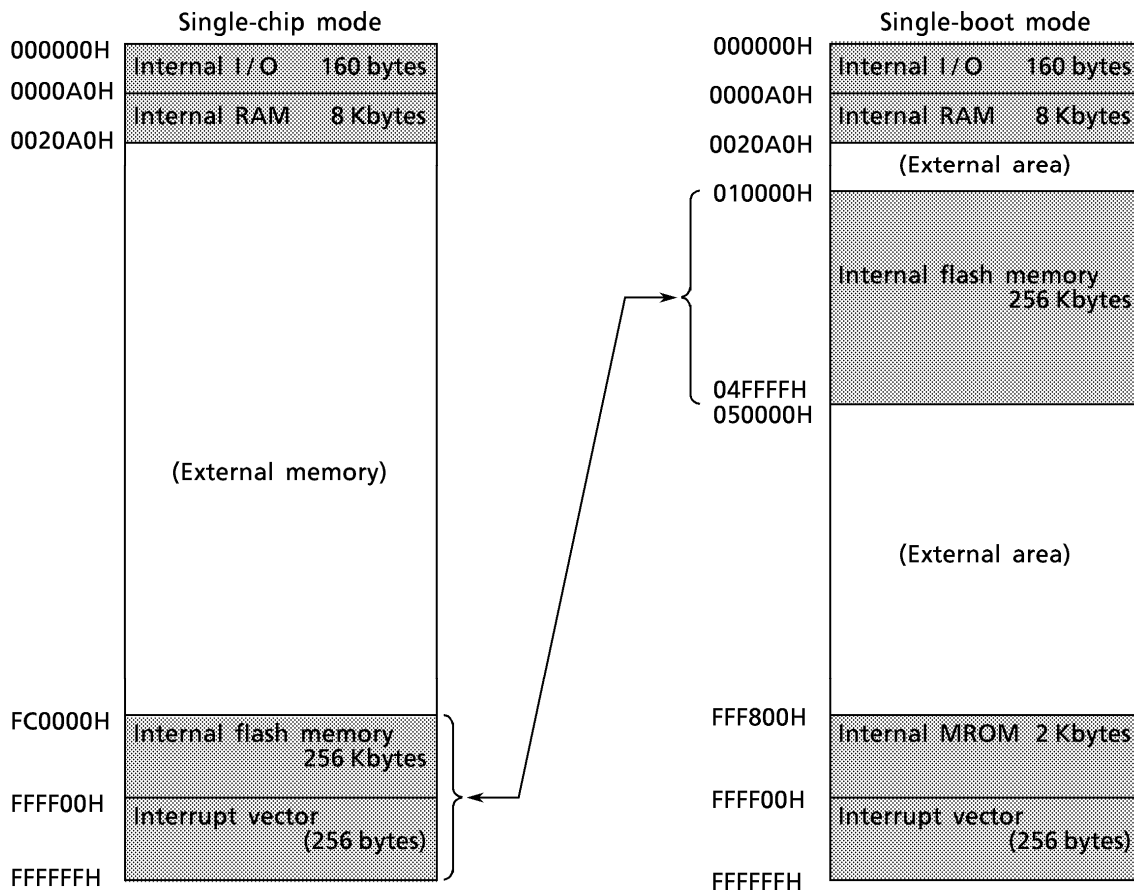 Single-chip mode
000000H
Internal I/O 160 bytes
0000A0H
Internal RAM 8 Kbytes
0020A0H
(External memory)
FC0000H
Internal flash memory
256 Kbytes
FFFF00H
Interrupt vector
(256 bytes)
FFFFFFH
Single-boot mode
000000H
Internal I/O 160 bytes
0000A0H
Internal RAM 8 Kbytes
0020A0H
(External area)
010000H
Internal flash memory
256 Kbytes
04FFFFH
050000H
(External area)
FFF800H
Internal MROM 2 Kbytes
FFFF00H
Interrupt vector
(256 bytes)
FFFFFFH